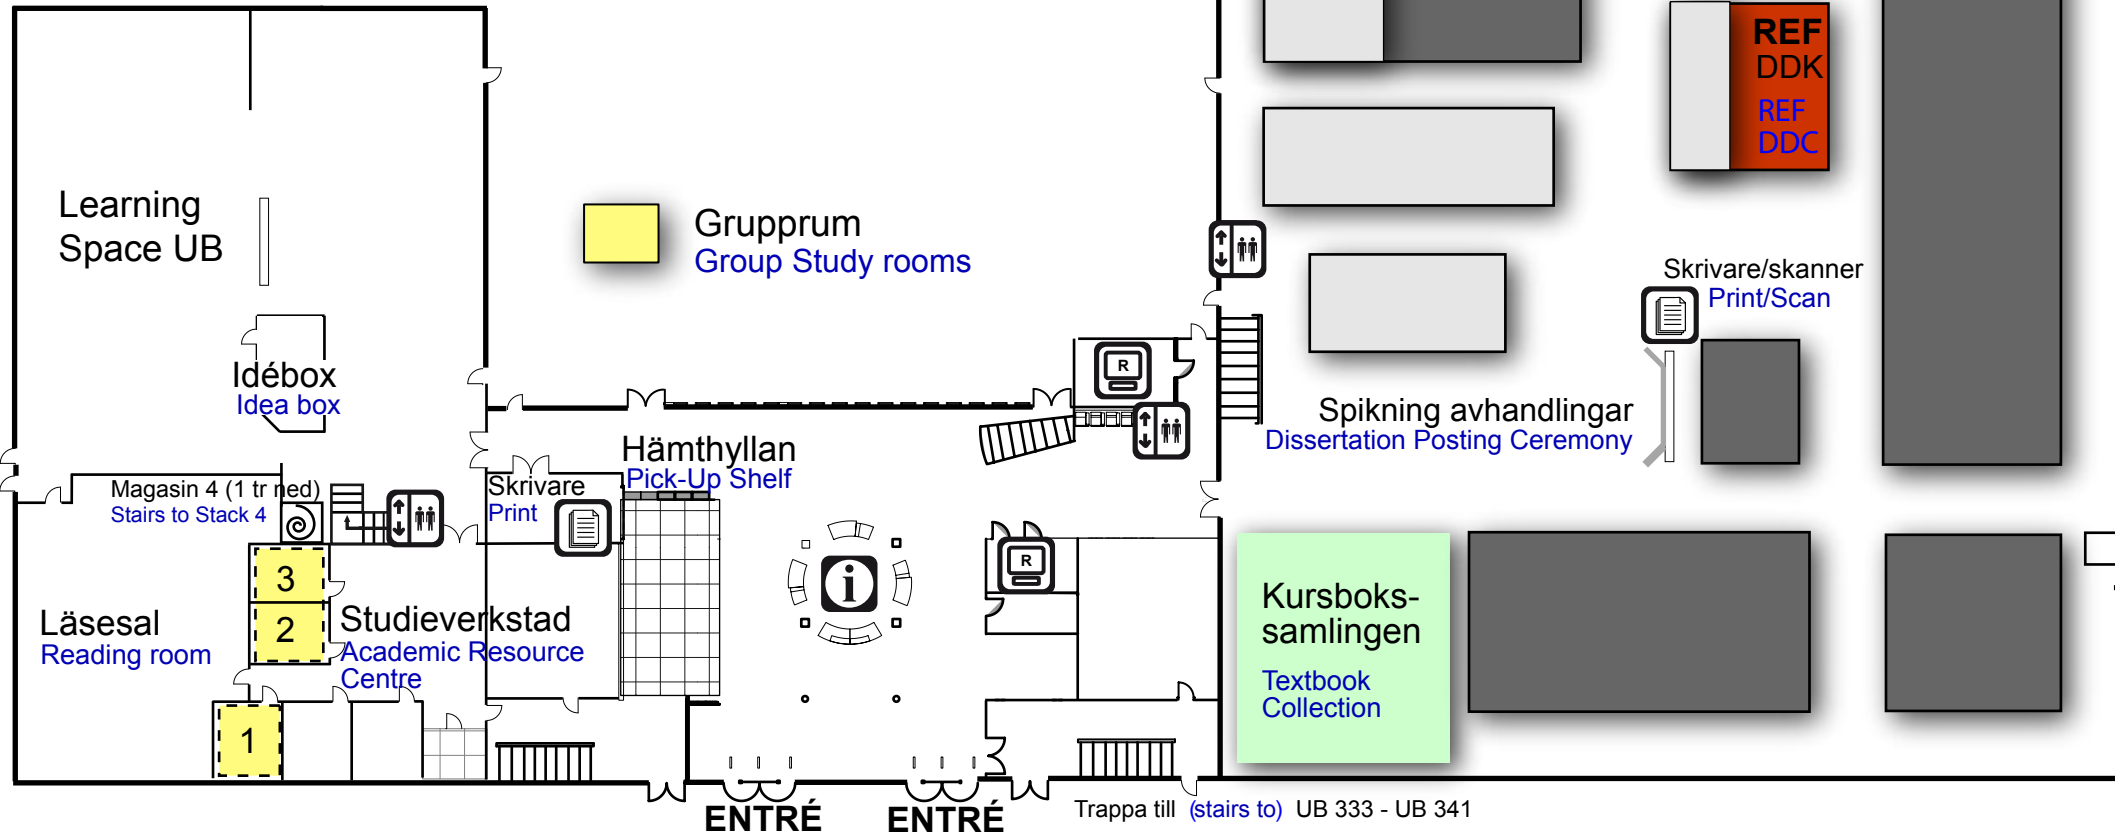 REF
DDK
REF
DDC
Learning
Space UB
Grupprum
Group Study rooms
Skrivare/skanner
Print/Scan
Idébox
Idea box
R
Spikning avhandlingar
Dissertation Posting Ceremony
Hämthyllan
Pick-Up Shelf
Magasin 4 (1 tr ned)
Stairs to Stack 4
Skrivare
Print
i
R
3
2
1
Läsesal
Reading room
Studieverkstad
Academic Resource
Centre
Kursboks-
samlingen
Textbook
Collection
ENTRÉ
ENTRÉ
Trappa till (stairs to) UB 333 - UB 341